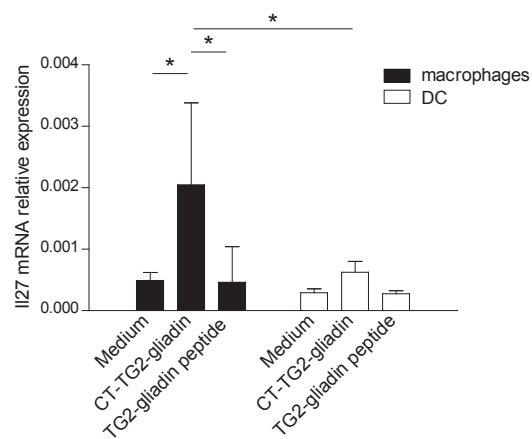 *
*
*
macrophages
DC
Il27 mRNA relative expression
0.004
0.003
0.002
0.001
0.000
Medium
CT-TG2-gliadin
TG2-gliadin peptide
Medium
CT-TG2-gliadin
TG2-gliadin peptide